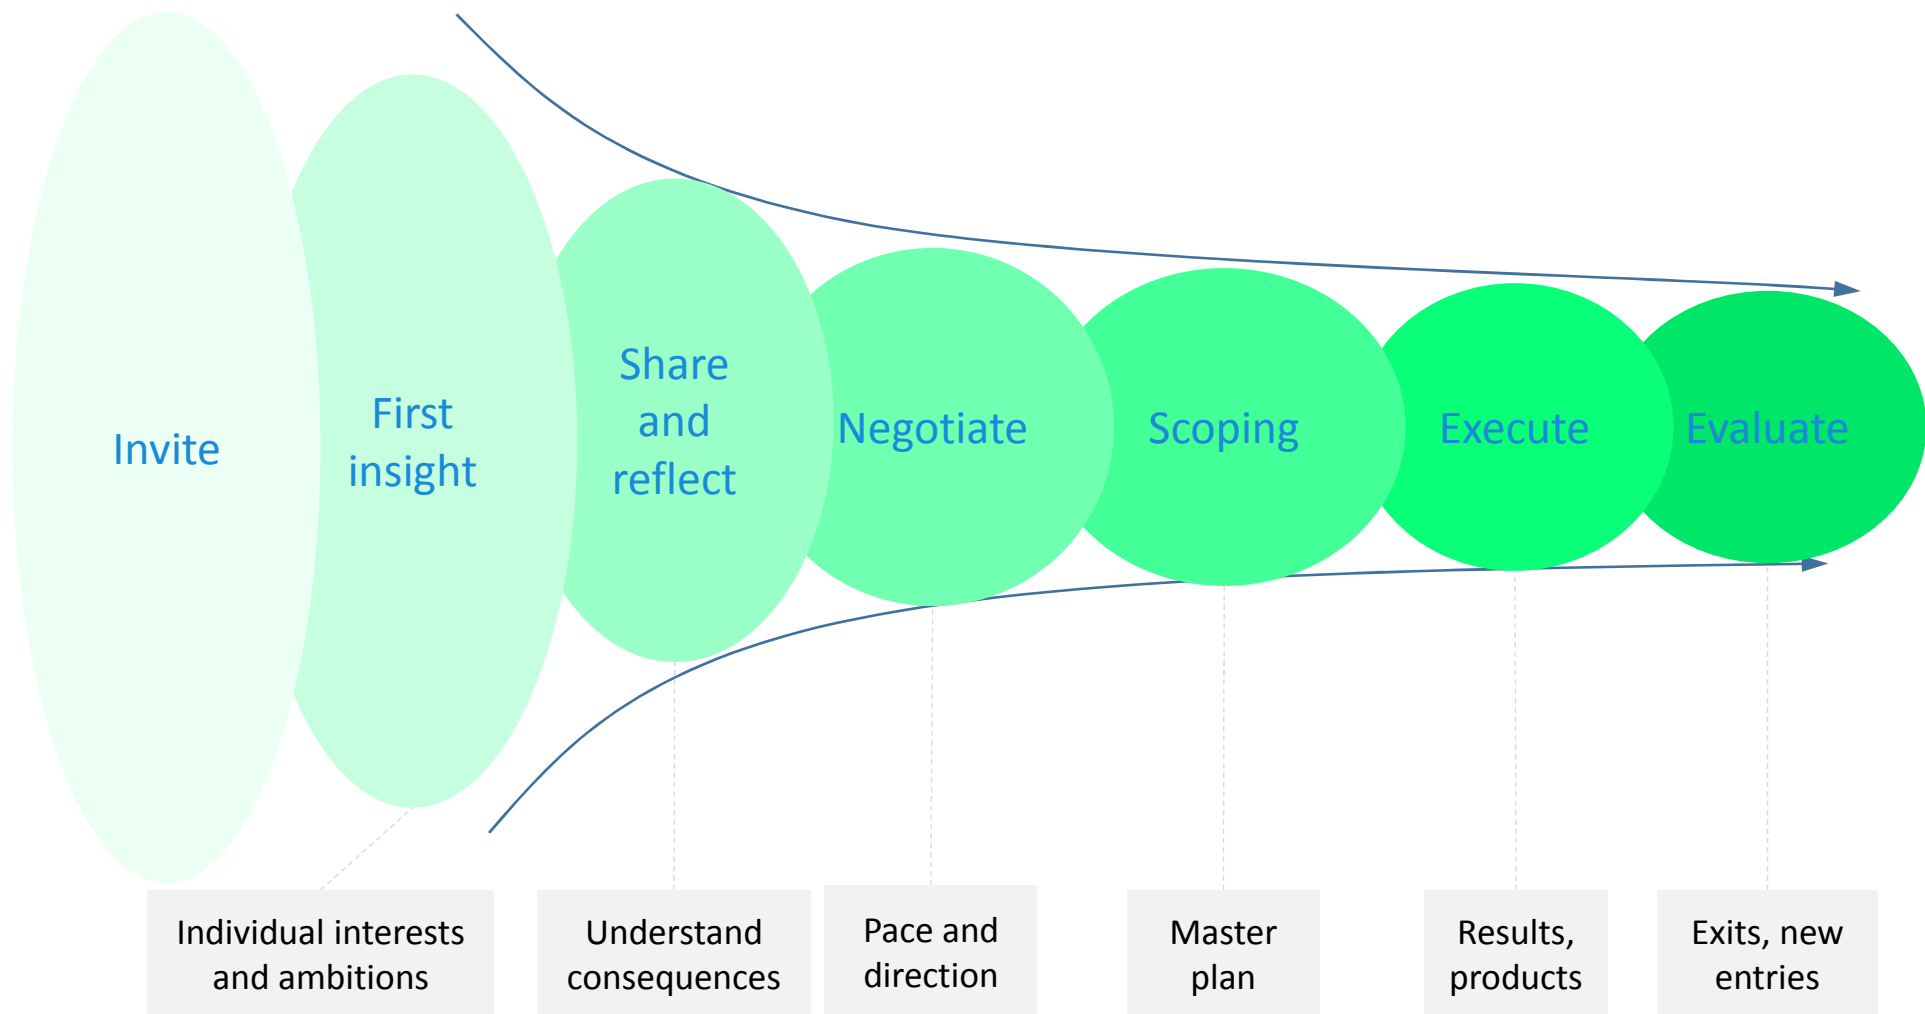 Invite
First
insight
Share
and
reflect
Negotiate
Scoping
Execute
Evaluate
Individual interests
and ambitions
Understand
consequences
Pace and
direction
Master
plan
Results,
products
Exits, new
entries